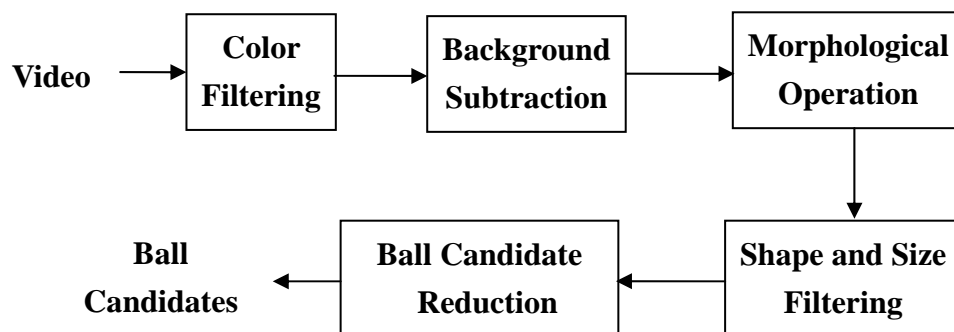 Video
Color
Filtering
Background
Subtraction
Morphological
Operation
Shape and Size
Filtering
Ball Candidate
Reduction
Ball
Candidates